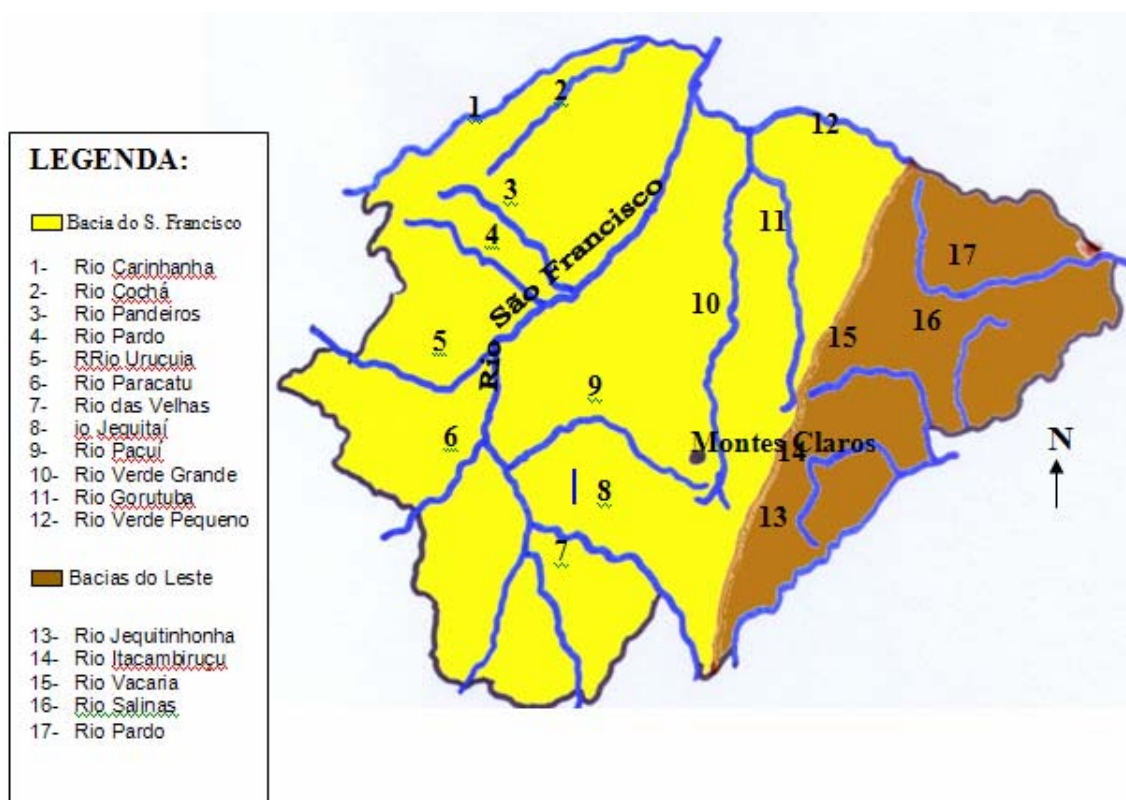 LEGENDA:
Bacia do S. Francisco
1- Rio Carinhanha
2- Rio Cochá
3- Rio Pandeiros
4- Rio Pardo
5- RRio Urucuia
6- Rio Paracatu
7- Rio das Velhas
8- io Jequitaí
9- Rio Pacuí
10- Rio Verde Grande
11- Rio Gorutuba
12- Rio Verde Pequeno
Bacias do Leste
13- Rio Jequitinhonha
14- Rio Itacambiruçu
15- Rio Vacaria
16- Rio Salinas
17- Rio Pardo
1
2
12
3
4
11
17
Rio São Francisco
10
16
5
15
9
6
Montes Claros
14
N
8
13
7